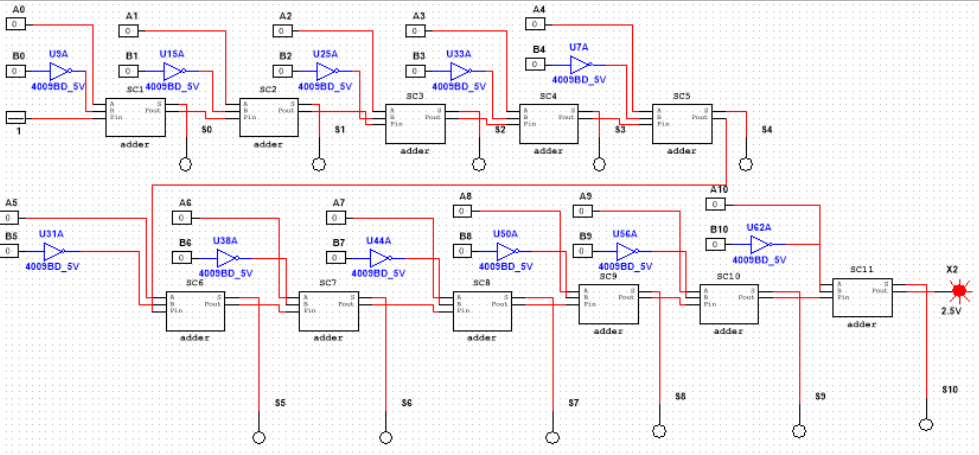 A0 A1 A2 A3 A4
0 0 0 0 0
B0 U9A B1 U15A B2 U25A B3 U33A B4 U7A
0 0 0 0 0
4009BD_5V 4009BD_5V 4009BD_5V 4009BD_5V 4009BD_5V
SC1 SC2 SC3 SC4 SC5
A S A S A S A S A S
B Pout B Pout B Pout B Pout B Pout
Pin Pin Pin Pin Pin
1 S0 S1 S2 S3 S4
adder adder adder adder adder
A5 A6 A7 A8 A9 A10
0 0 0 0 0 0
B5 U31A B6 U38A B7 U44A B8 U50A B9 U56A B10 U62A
0 0 0 0 0 0
4009BD_5V 4009BD_5V 4009BD_5V 4009BD_5V 4009BD_5V 4009BD_5V
SC6 SC7 SC8 SC9 SC10 SC11 X2
A S A S A S A S A S A S
B Pout B Pout B Pout B Pout B Pout B Pout
Pin Pin Pin Pin Pin Pin
2.5V
adder adder adder adder adder adder
S5 S6 S7 S8 S9 S10